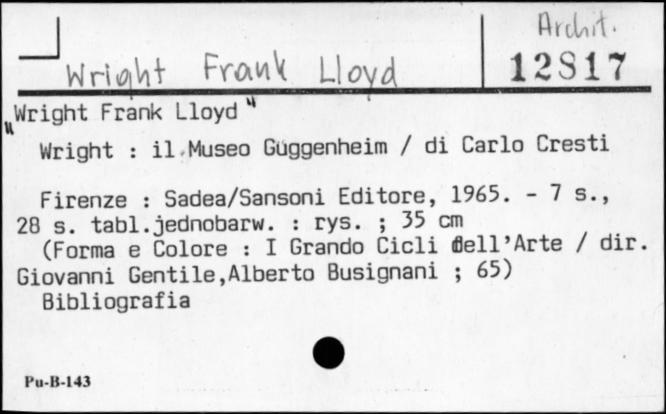 Archit.
Wright Frank Lloyd
12S17
„Wright Frank Lloyd"
Wright : il Museo Guggenheim / di Carlo Cresti
Firenze : Sadea/Sansoni Editore, 1965. - 7 s.,
28 s. tabl.jednobarw. : rys. ; 35 cm
(Forma e Colore : I Grando Cicli dell'Arte / dir.
Giovanni Gentile,Alberto Busignani ; 65)
Bibliografia
Pu-B-143